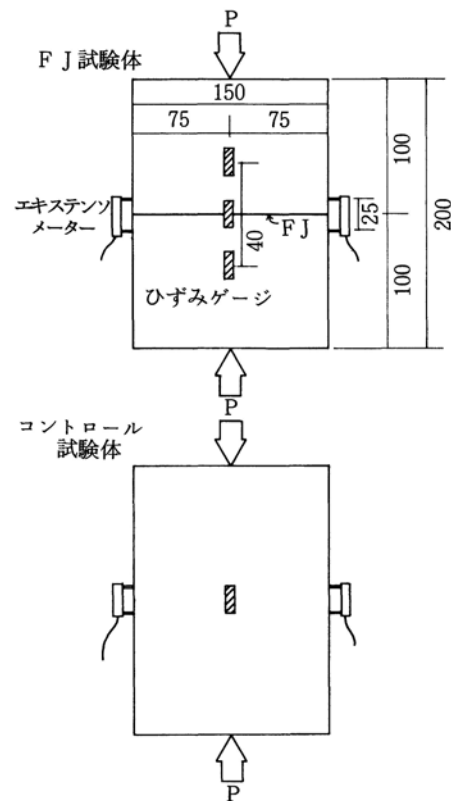 P
FJ試験体
150
75
75
100
エキステンソ
メーター
FJ
25
200
40
100
ひずみゲージ
P
コントロール
試験体
P